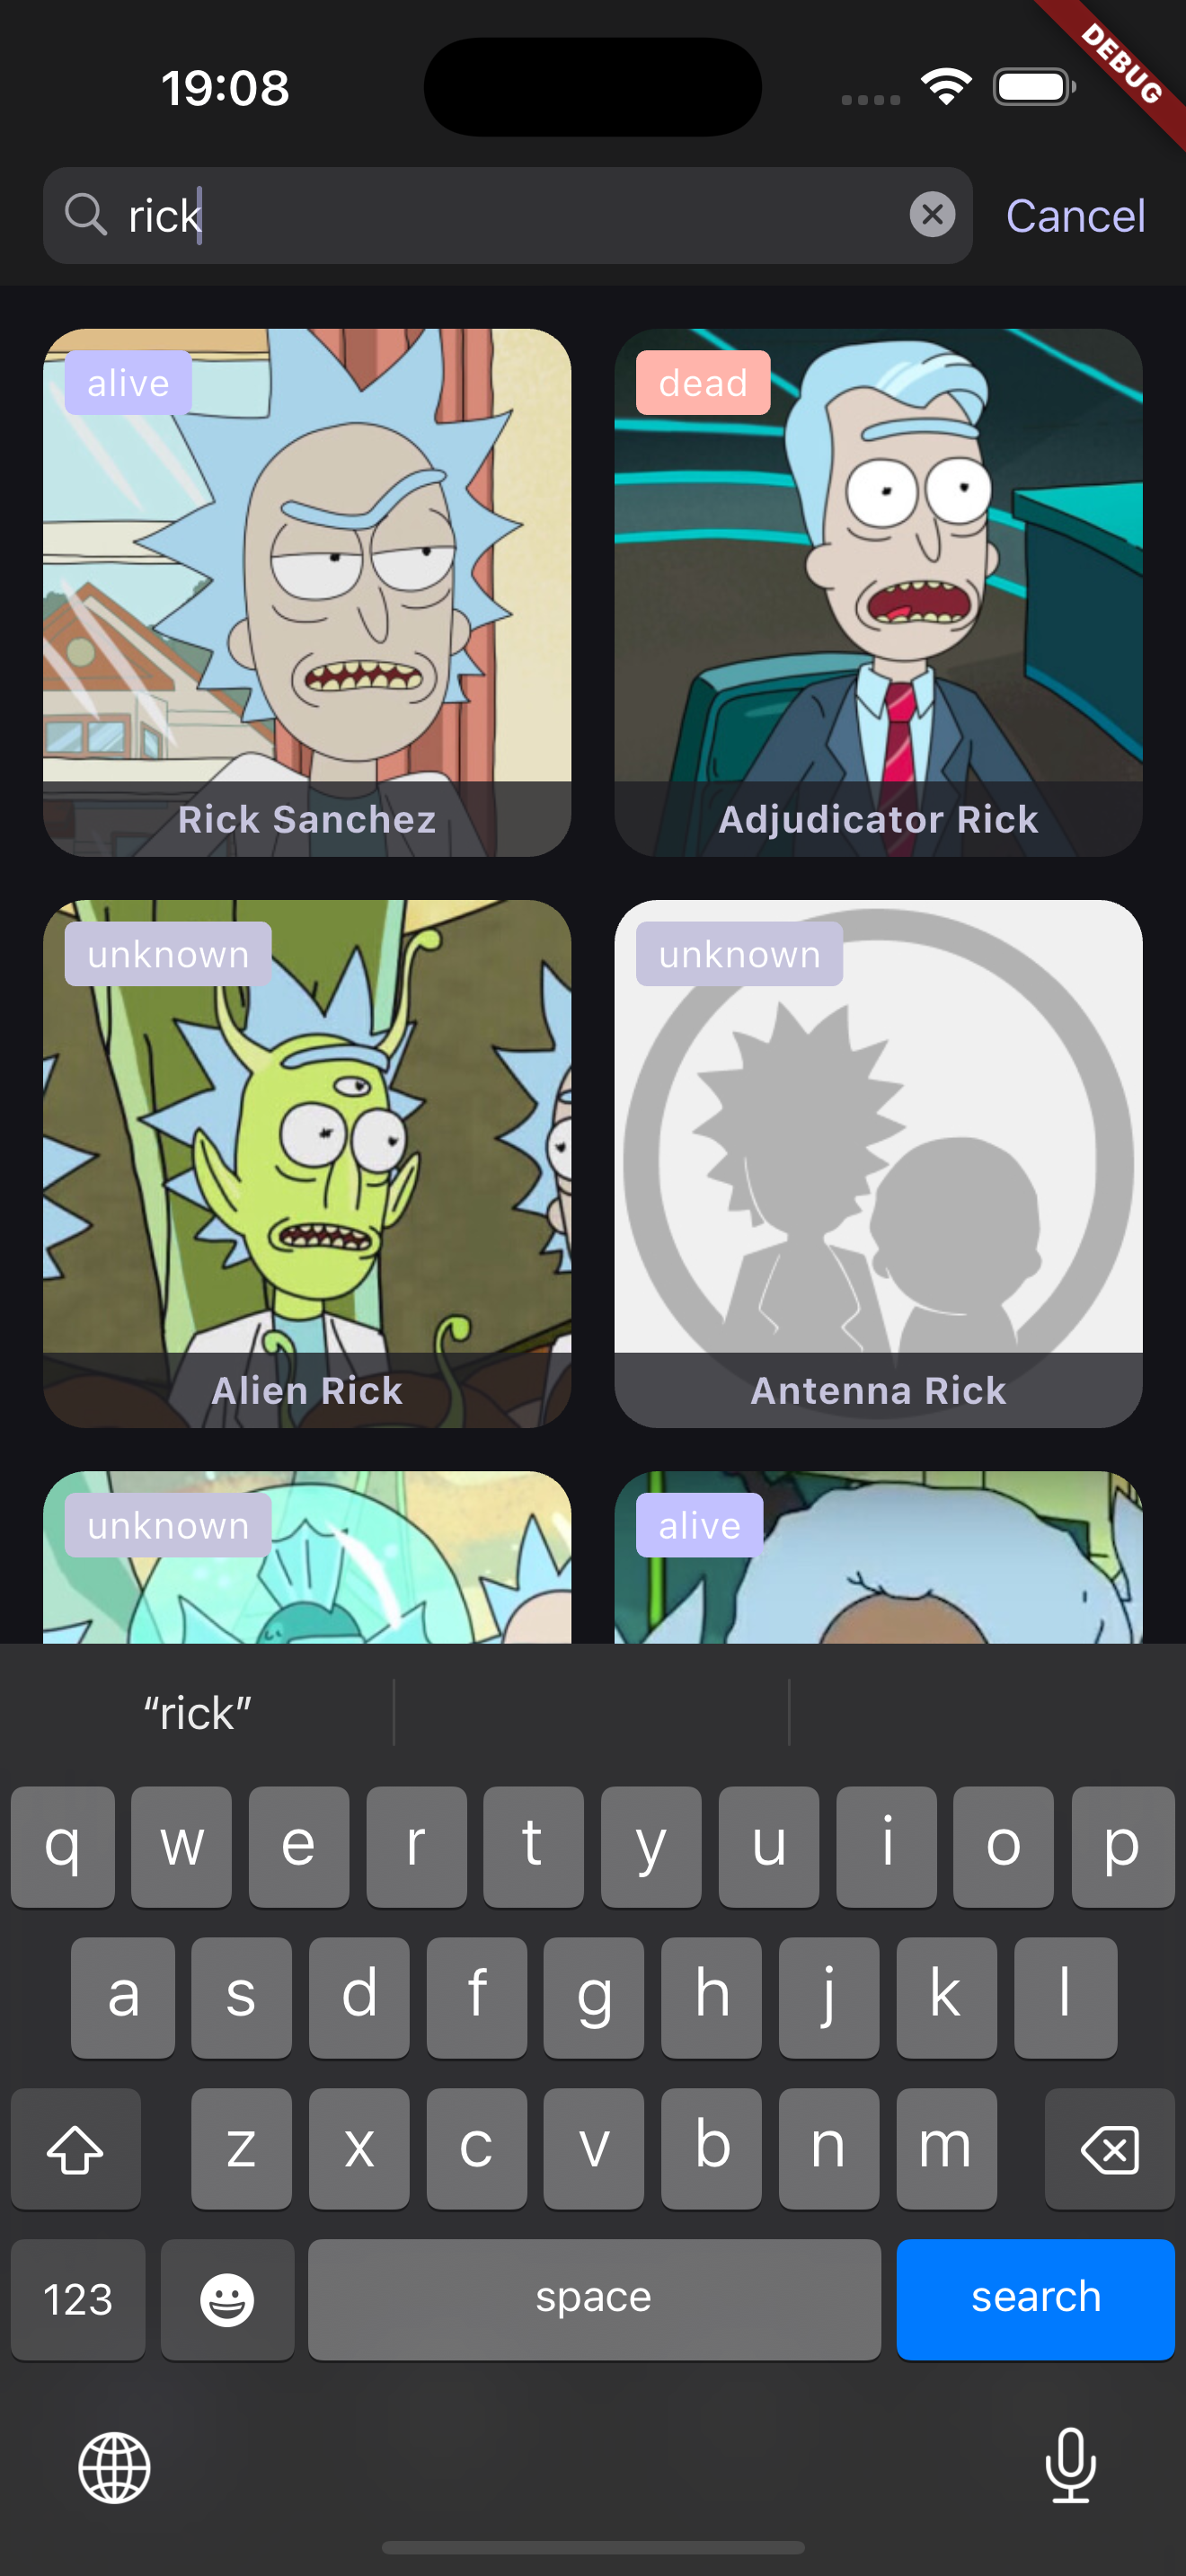 19:08
DEBUG
rick
Cancel
alive
dead
Rick Sanchez
Adjudicator Rick
unknown
unknown
Alien Rick
Antenna Rick
unknown
alive
“rick”
q w e r t y u i o p
a s d f g h j k l
z x c v b n m
123 space search